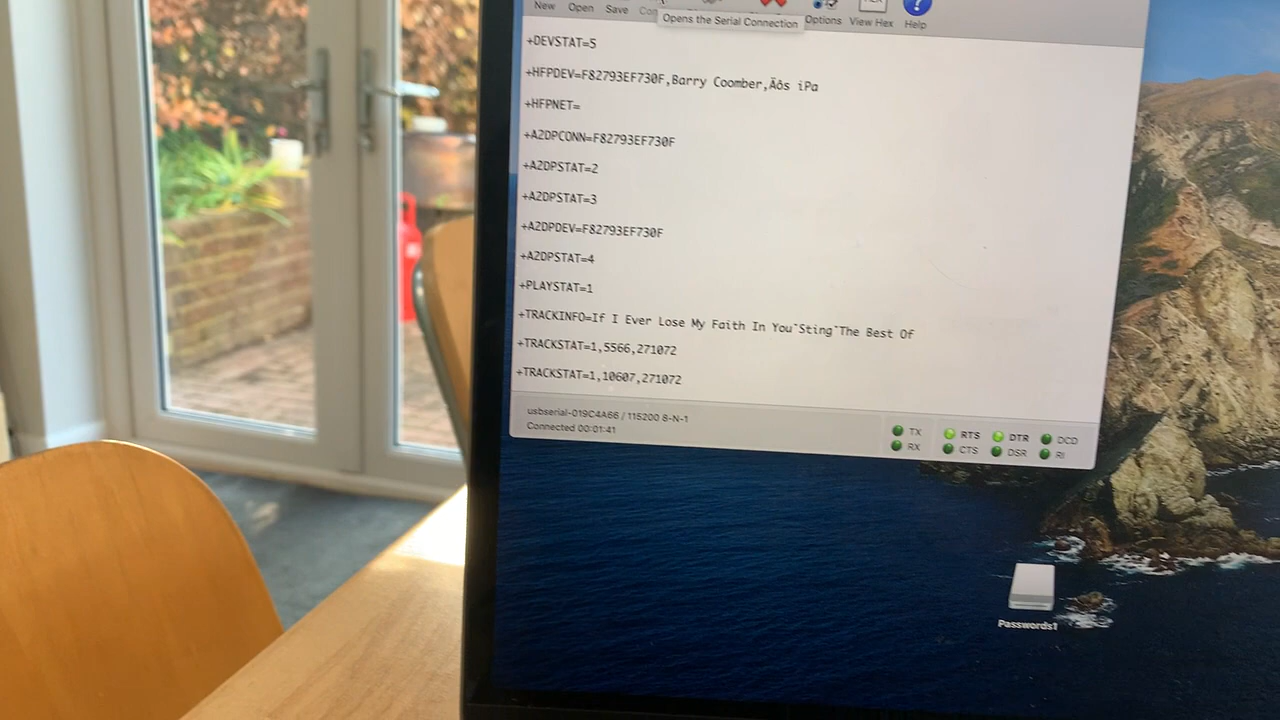 New Open Save Options View Hex Help
Opens the Serial Connection
+DEVSTAT=5
+HFPDEV=F82793EF730F,Barry Coomber‚Äôs iPa
+HFPNET=
+A2DPCONN=F82793EF730F
+A2DPSTAT=2
+A2DPSTAT=3
+A2DPDEV=F82793EF730F
+A2DPSTAT=4
+PLAYSTAT=1
+TRACKINFO=If I Ever Lose My Faith In You˜Sting˜The Best Of
+TRACKSTAT=1,5566,271072
+TRACKSTAT=1,10607,271072
usbserial-019C4A66 / 115200 8-N-1
Connected 00:01:41
TX RTS DTR DCD
RX CTS DSR RI
Passwords1